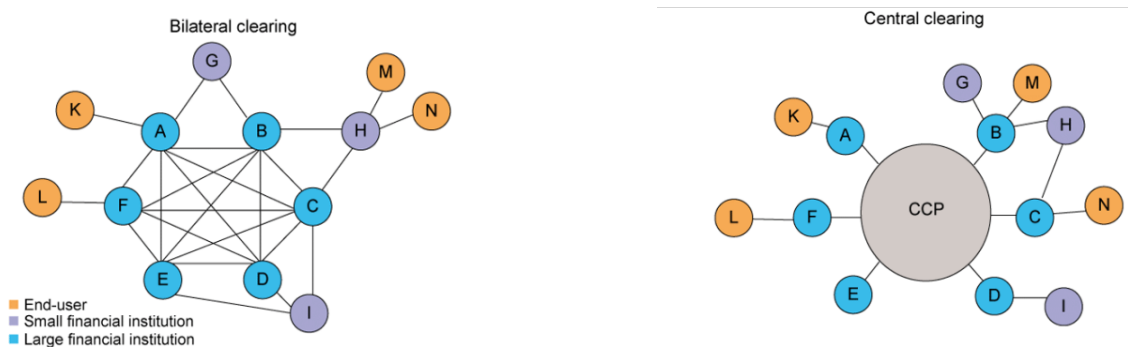 Bilateral clearing
G
M
K
N
A
B
H
L
F
C
E
D
I
End-user
Small financial institution
Large financial institution
Central clearing
G
M
K
A
B
H
CCP
L
F
C
N
E
D
I